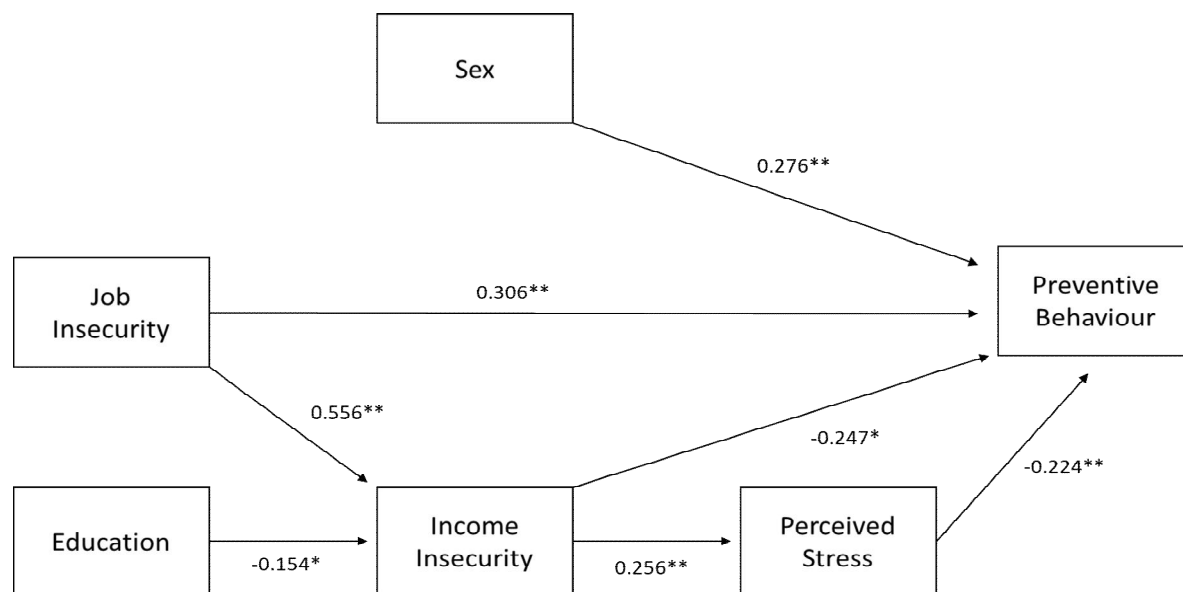 Sex
0.276**
Job
Insecurity
0.306**
Preventive
Behaviour
0.556**
-0.247*
-0.224**
Education
-0.154*
Income
Insecurity
0.256**
Perceived
Stress